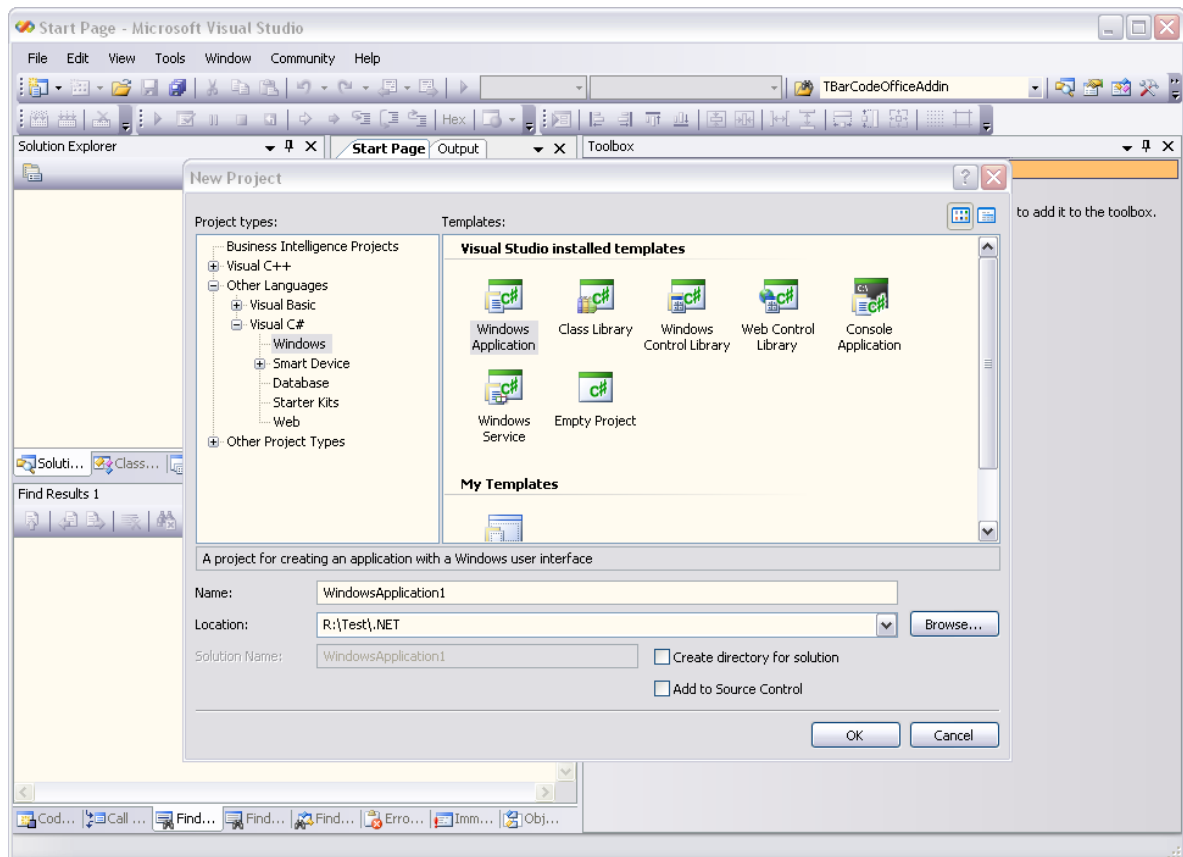 Start Page - Microsoft Visual Studio
File Edit View Tools Window Community Help
TBarCodeOfficeAddin
Hex
Solution Explorer
Start Page Output
Toolbox
to add it to the toolbox.
New Project
Project types:
Templates:
Business Intelligence Projects
Visual C++
Other Languages
Visual Basic
Visual C#
Windows
Smart Device
Database
Starter Kits
Web
Other Project Types
Visual Studio installed templates
Windows Application
Class Library
Windows Control Library
Web Control Library
Console Application
Windows Service
Empty Project
My Templates
A project for creating an application with a Windows user interface
Name: WindowsApplication1
Location: R:\Test\.NET Browse...
Solution Name: WindowsApplication1 Create directory for solution
Add to Source Control
OK Cancel
Soluti... Class...
Find Results 1
Cod... Call ... Find... Find... Find... Erro... Imm... Obj...